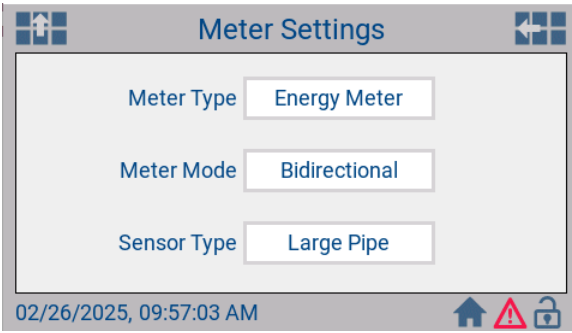 Meter Settings
Meter Type Energy Meter
Meter Mode Bidirectional
Sensor Type Large Pipe
02/26/2025, 09:57:03 AM